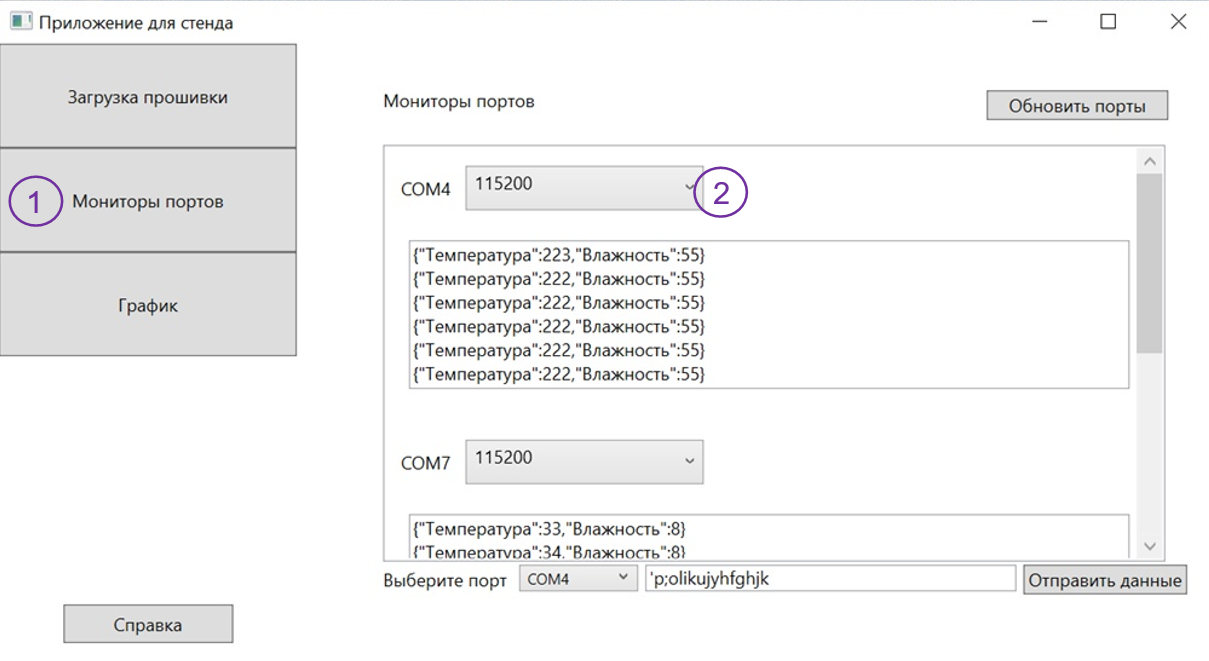 Приложение для стенда
Загрузка прошивки
Мониторы портов
Обновить порты
1 Мониторы портов
COM4 115200 2
{"Температура":223,"Влажность":55}
{"Температура":222,"Влажность":55}
{"Температура":222,"Влажность":55}
{"Температура":222,"Влажность":55}
{"Температура":222,"Влажность":55}
{"Температура":222,"Влажность":55}
График
COM7 115200
{"Температура":33,"Влажность":8}
{"Температура":34,"Влажность":8}
Выберите порт COM4 'p;olikujyhfghjk Отправить данные
Справка